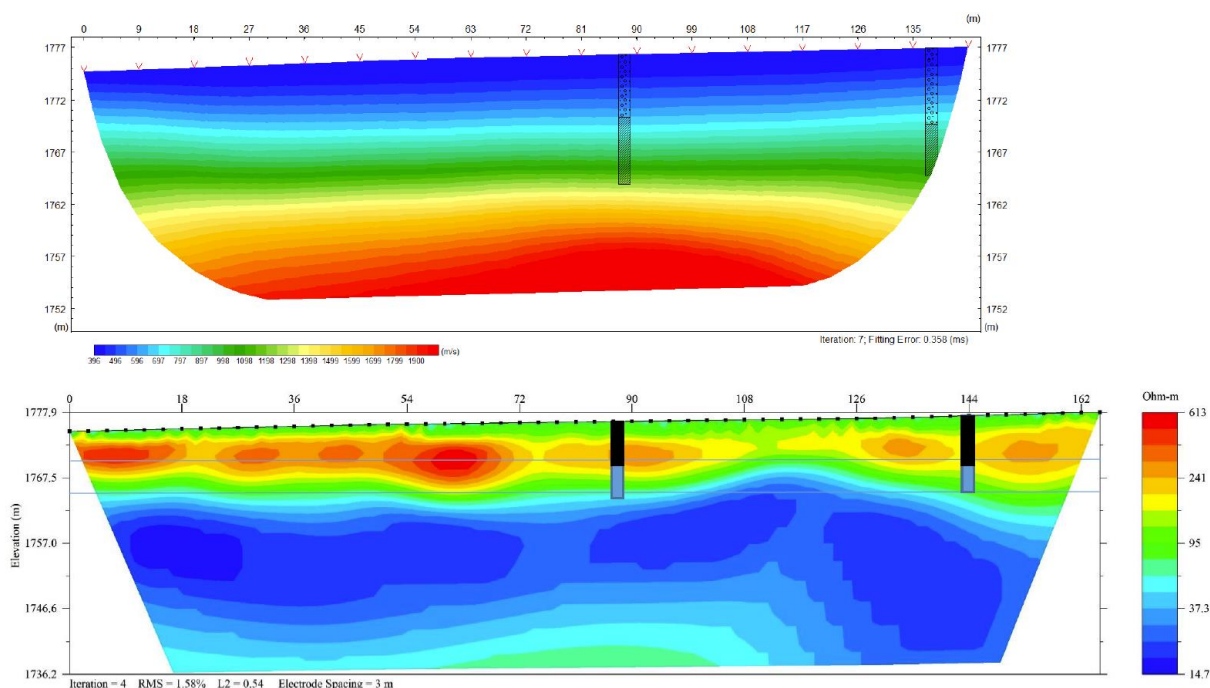 (m)
0 9 18 27 36 45 54 63 72 81 90 99 108 117 126 135
1777 1777
1772 1772
1767 1767
1762 1762
1757 1757
1752 1752
(m) (m)
396 496 596 697 797 897 998 1098 1198 1298 1398 1499 1599 1699 1799 1900 (m/s)
Iteration: 7; Fitting Error: 0.358 (ms)
0 18 36 54 72 90 108 126 144 162
Ohm-m
1777.9 613
1767.5 241
Elevation (m)
1757.0 95
1746.6 37.3
1736.2 14.7
Iteration = 4 RMS = 1.58% L2 = 0.54 Electrode Spacing = 3 m